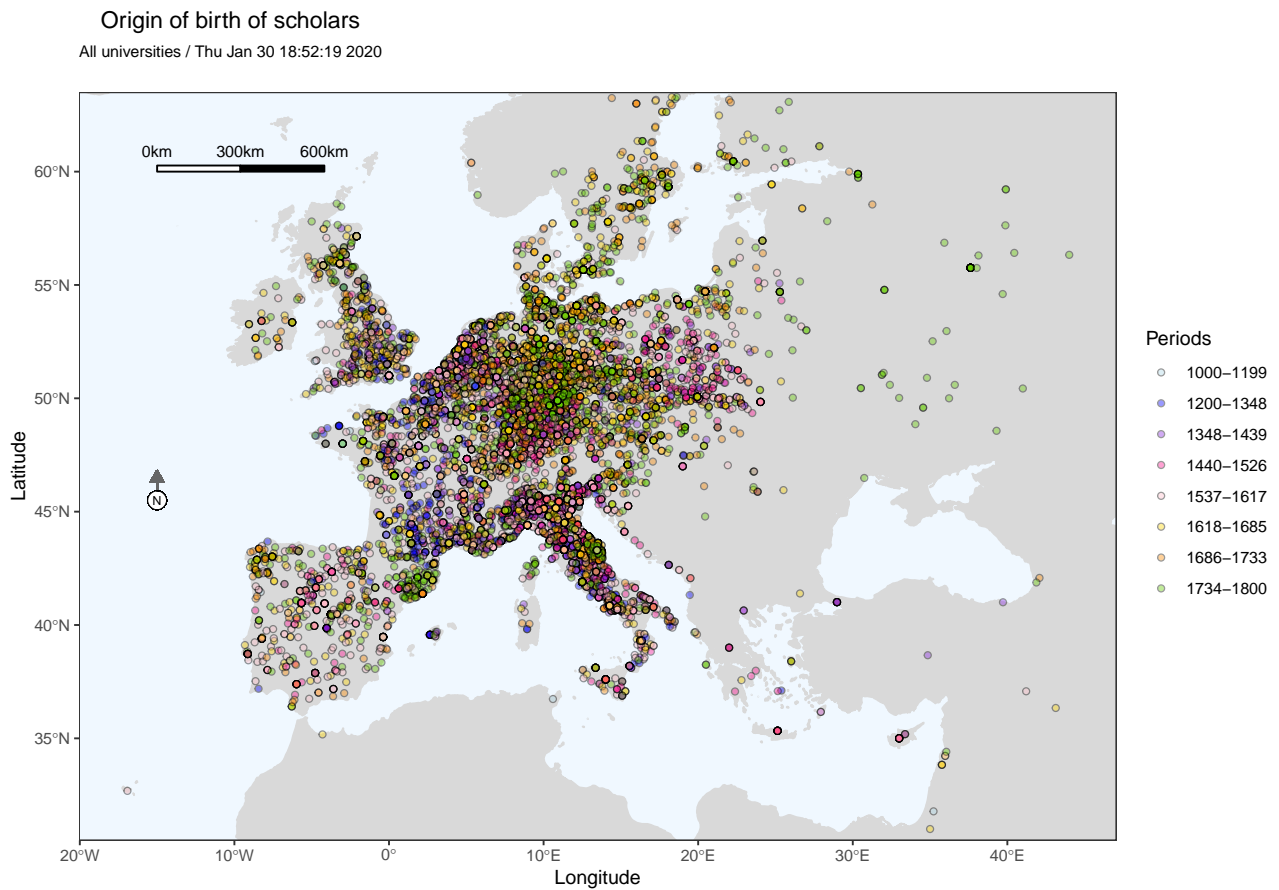 Origin of birth of scholars
All universities / Thu Jan 30 18:52:19 2020
0km 300km 600km
60°N
55°N
50°N
45°N
40°N
35°N
N
20°W 10°W 0° 10°E 20°E 30°E 40°E
Longitude
Latitude
Periods
1000–1199
1200–1348
1348–1439
1440–1526
1537–1617
1618–1685
1686–1733
1734–1800